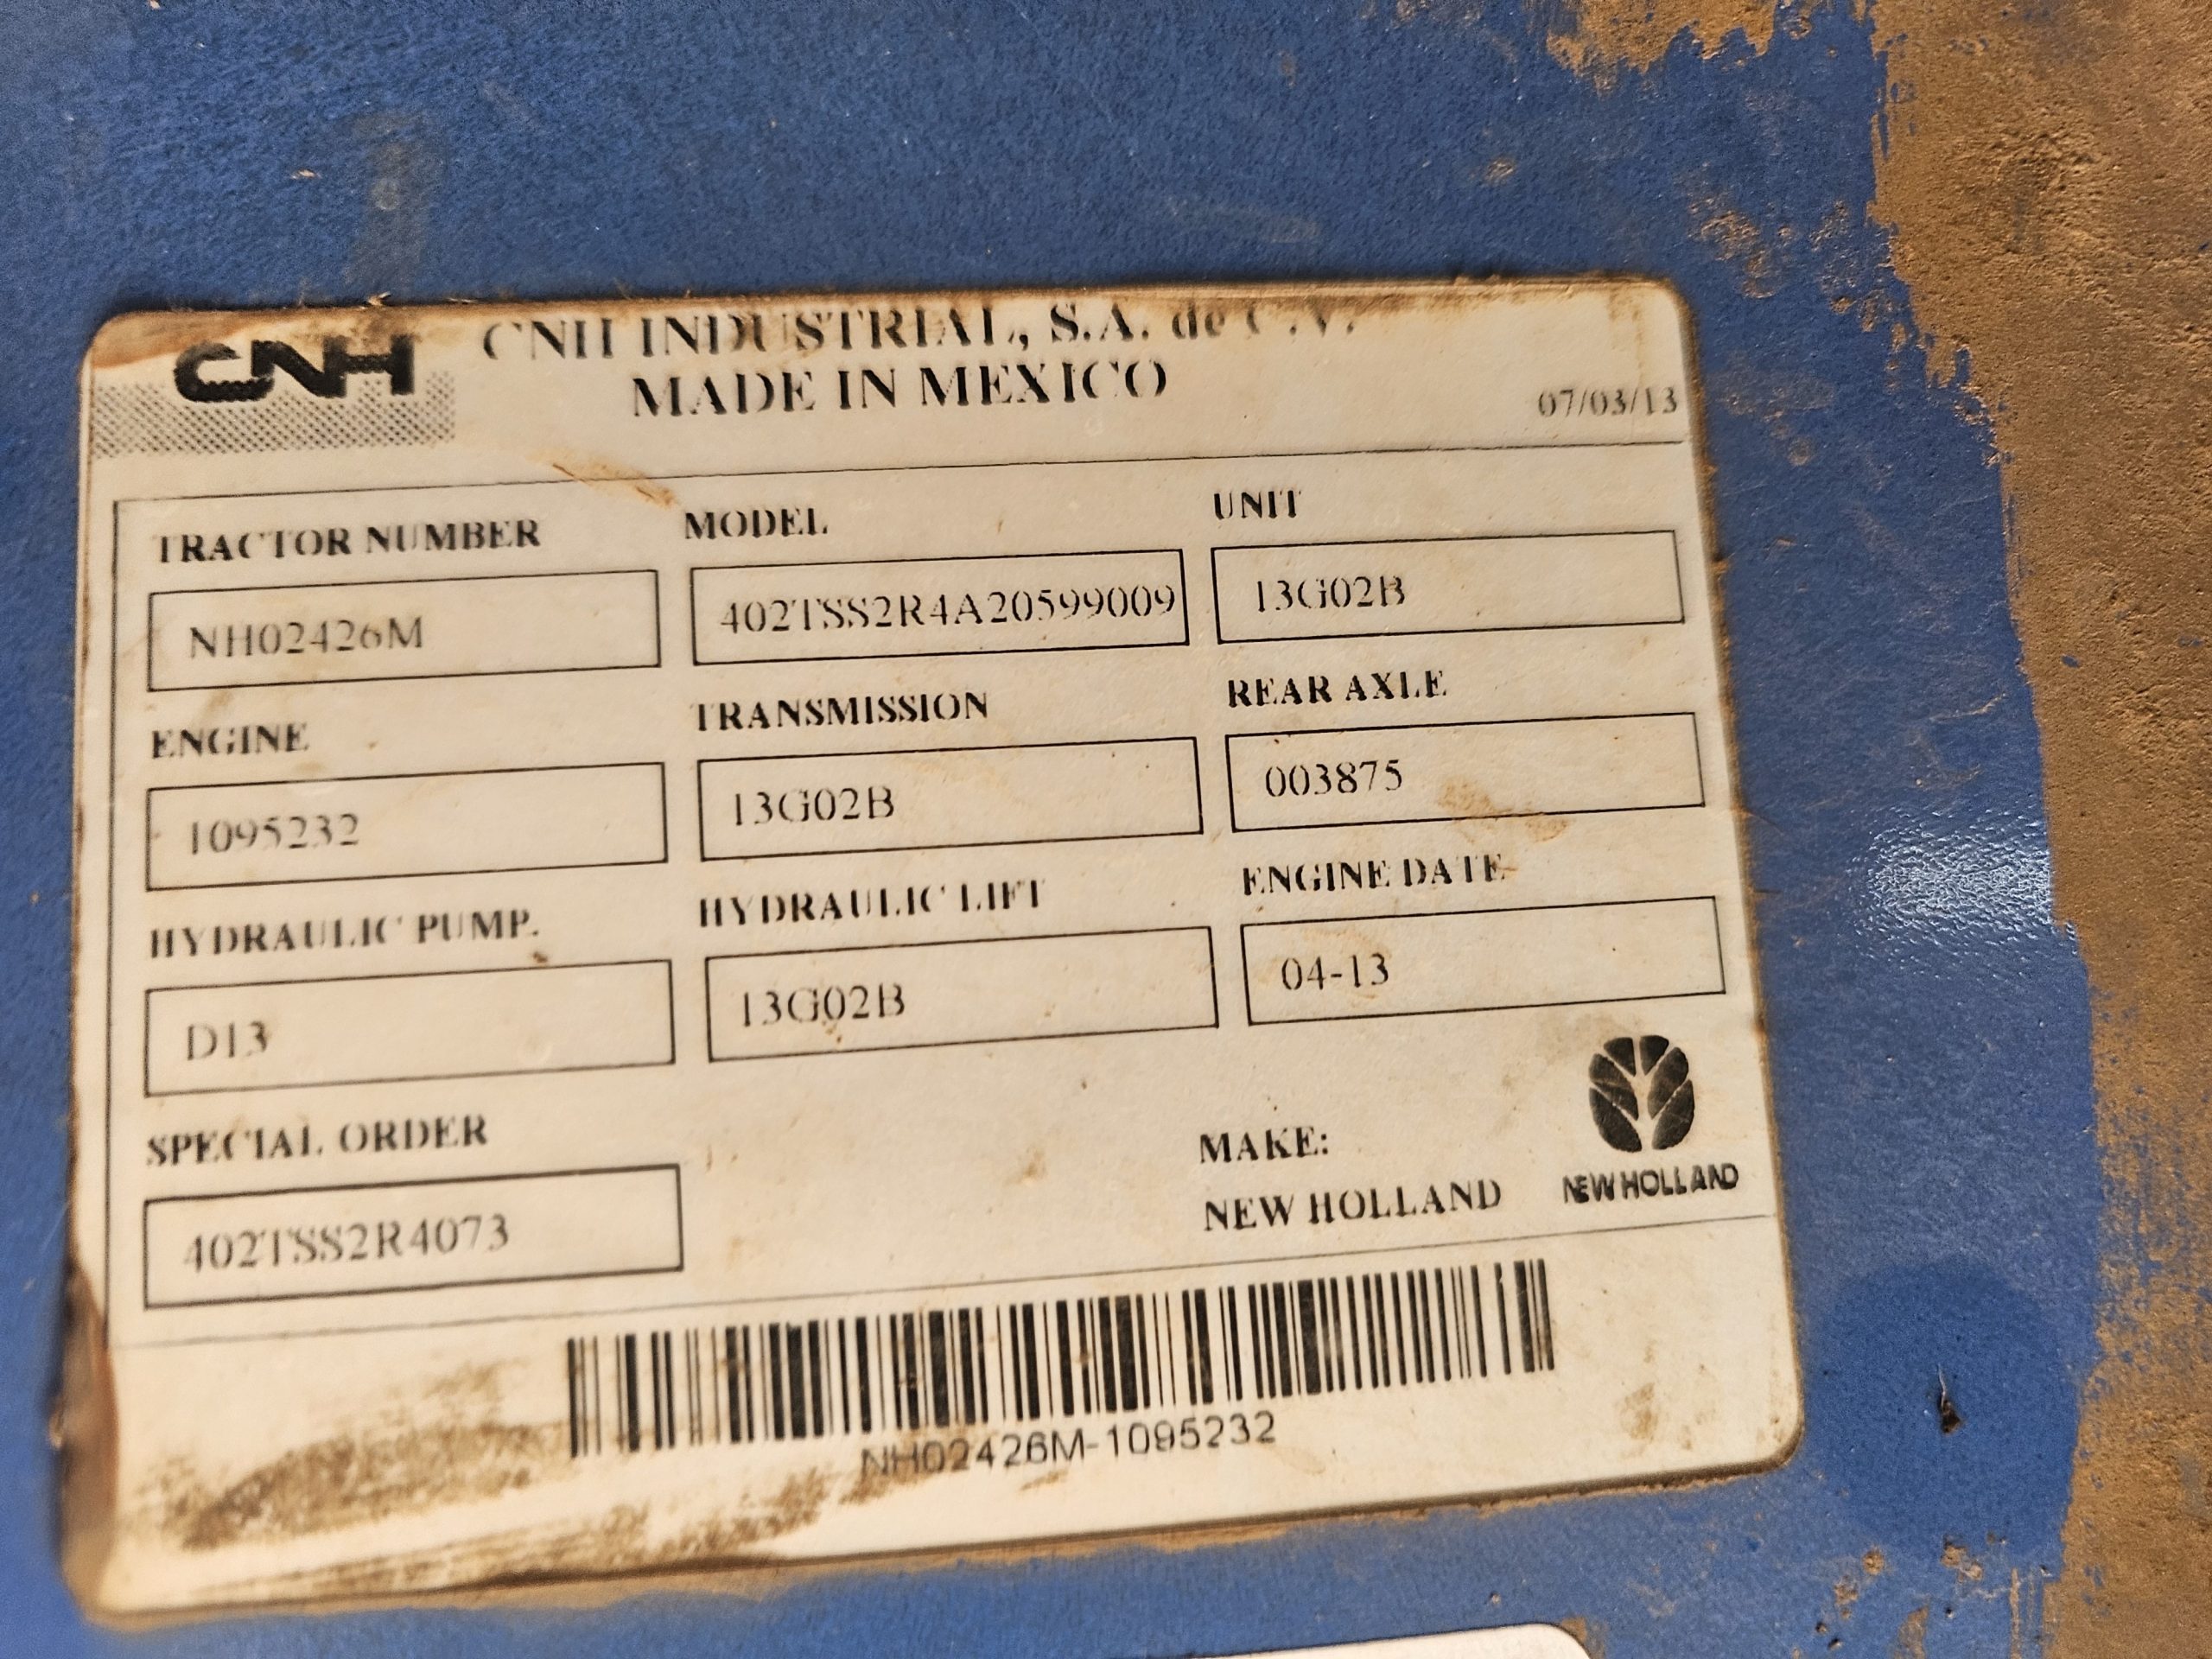 CNH CNH INDUSTRIAL, S.A. de C.V.
MADE IN MEXICO
07/03/13
TRACTOR NUMBER MODEL UNIT
NH02426M 402TSS2R4A20599009 13G02B
ENGINE TRANSMISSION REAR AXLE
1095232 13G02B 003875
HYDRAULIC PUMP. HYDRAULIC LIFT ENGINE DATE
D13 13G02B 04-13
SPECIAL ORDER
402TSS2R4073
MAKE:
NEW HOLLAND
NEW HOLLAND
NH02426M-1095232